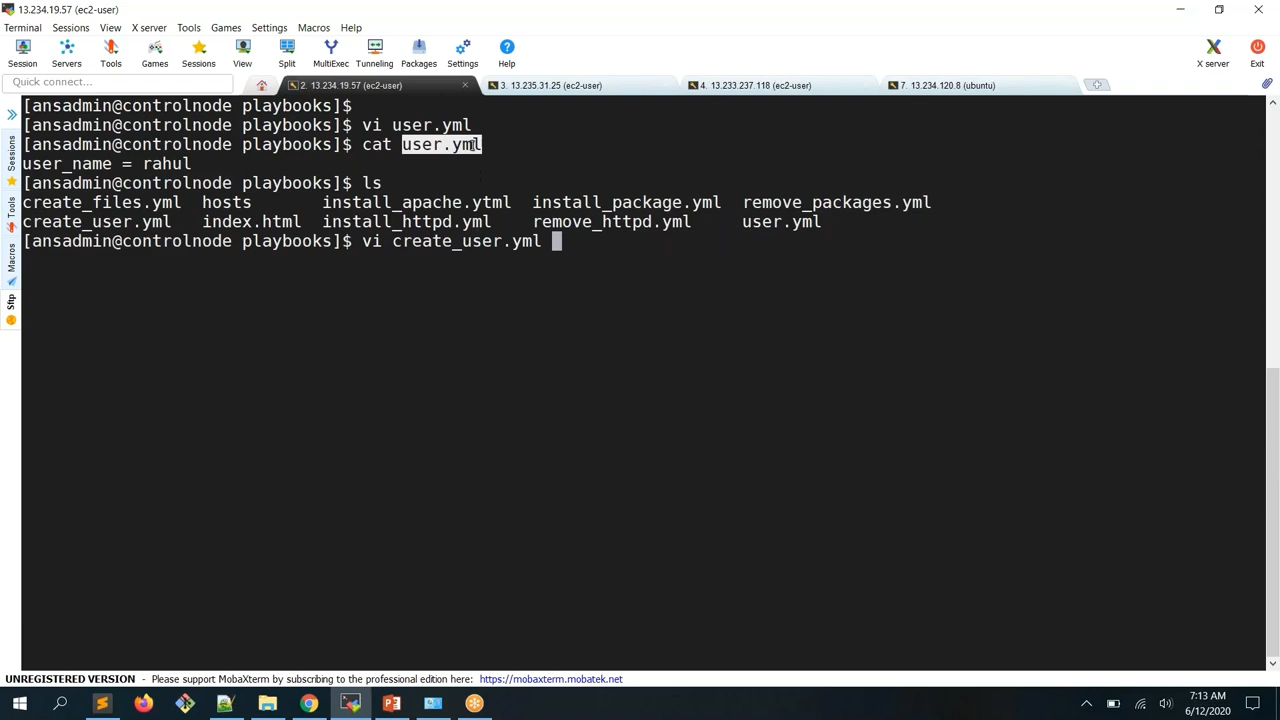 13.234.19.57 (ec2-user)
Terminal Sessions View X server Tools Games Settings Macros Help
Session Servers Tools Games Sessions View Split MultiExec Tunneling Packages Settings Help X server Exit
Quick connect... 2. 13.234.19.57 (ec2-user) 3. 13.235.31.25 (ec2-user) 4. 13.233.237.118 (ec2-user) 7. 13.234.120.8 (ubuntu)
Sessions
Tools
Macros
Sftp
[ansadmin@controlnode playbooks]$
[ansadmin@controlnode playbooks]$ vi user.yml
[ansadmin@controlnode playbooks]$ cat user.yml
user_name = rahul
[ansadmin@controlnode playbooks]$ ls
create_files.yml hosts install_apache.ytml install_package.yml remove_packages.yml
create_user.yml index.html install_httpd.yml remove_httpd.yml user.yml
[ansadmin@controlnode playbooks]$ vi create_user.yml
UNREGISTERED VERSION - Please support MobaXterm by subscribing to the professional edition here: https://mobaxterm.mobatek.net
7:13 AM
6/12/2020